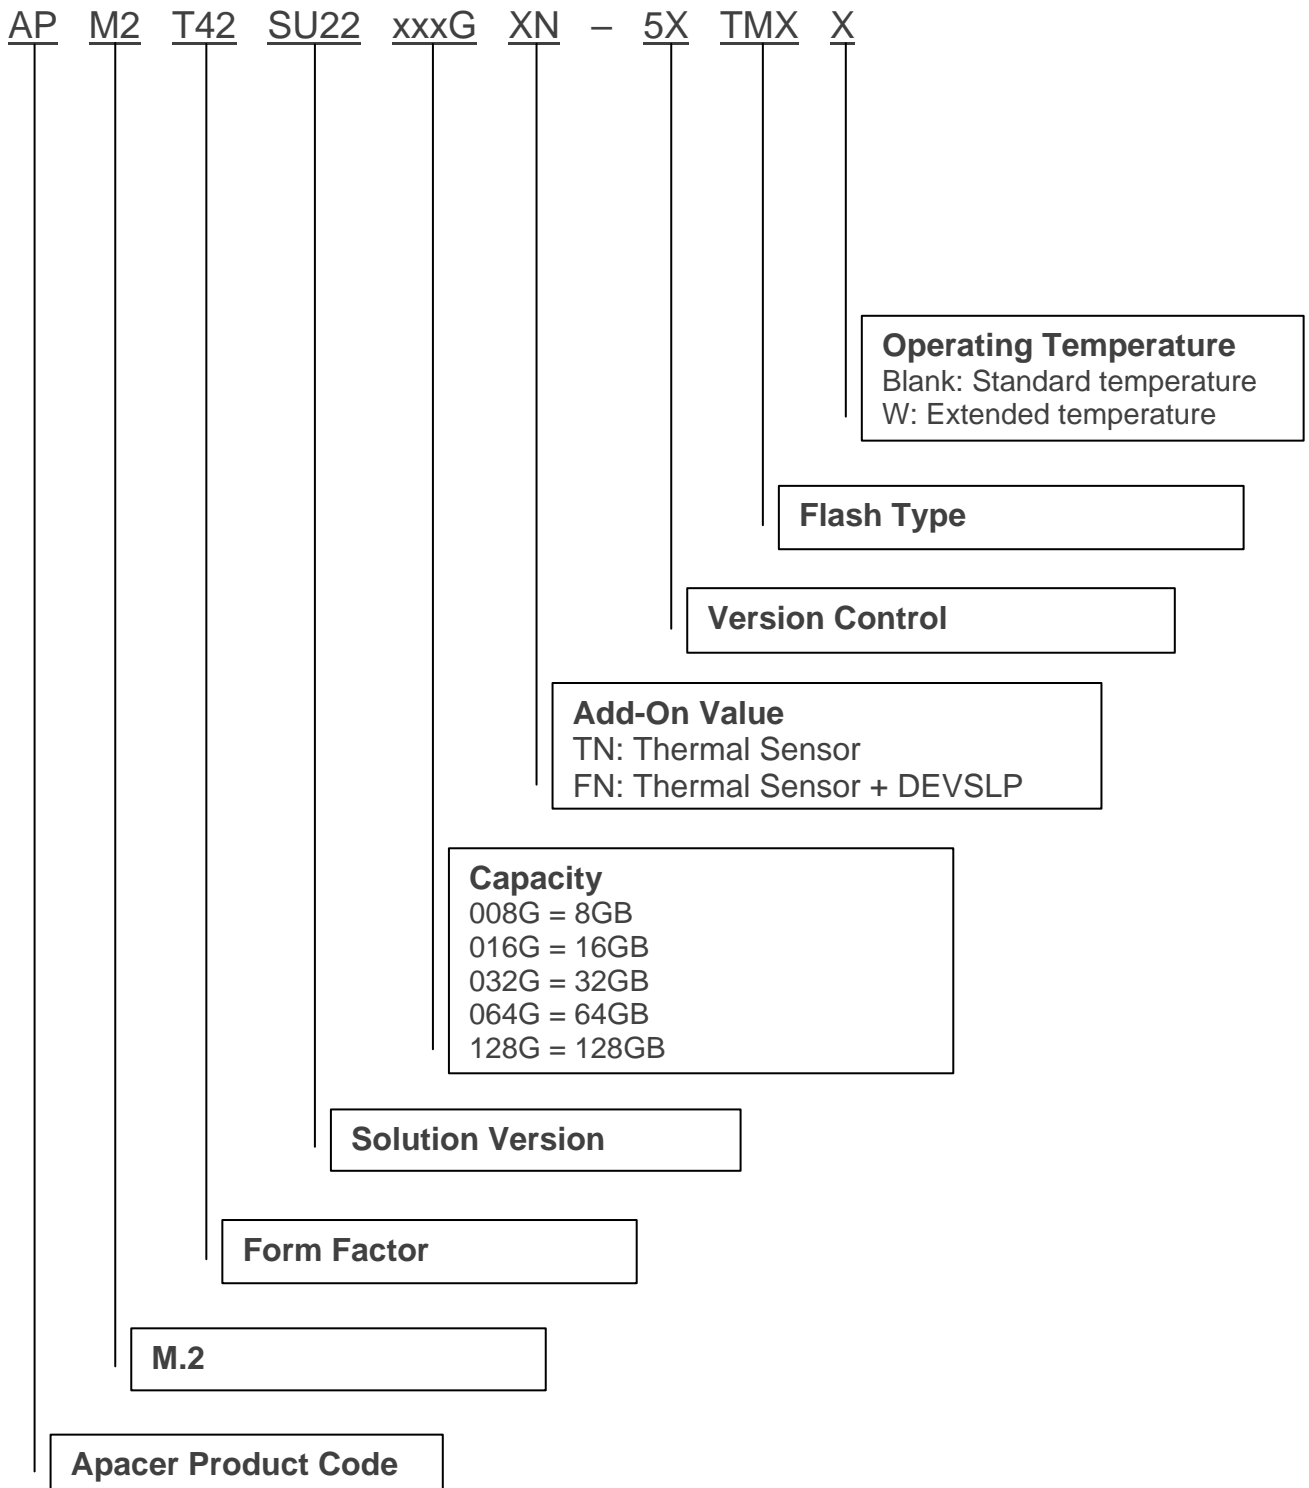 AP M2 T42 SU22 xxxG XN – 5X TMX X
Operating Temperature
Blank: Standard temperature
W: Extended temperature
Flash Type
Version Control
Add-On Value
TN: Thermal Sensor
FN: Thermal Sensor + DEVSLP
Capacity
008G = 8GB
016G = 16GB
032G = 32GB
064G = 64GB
128G = 128GB
Solution Version
Form Factor
M.2
Apacer Product Code